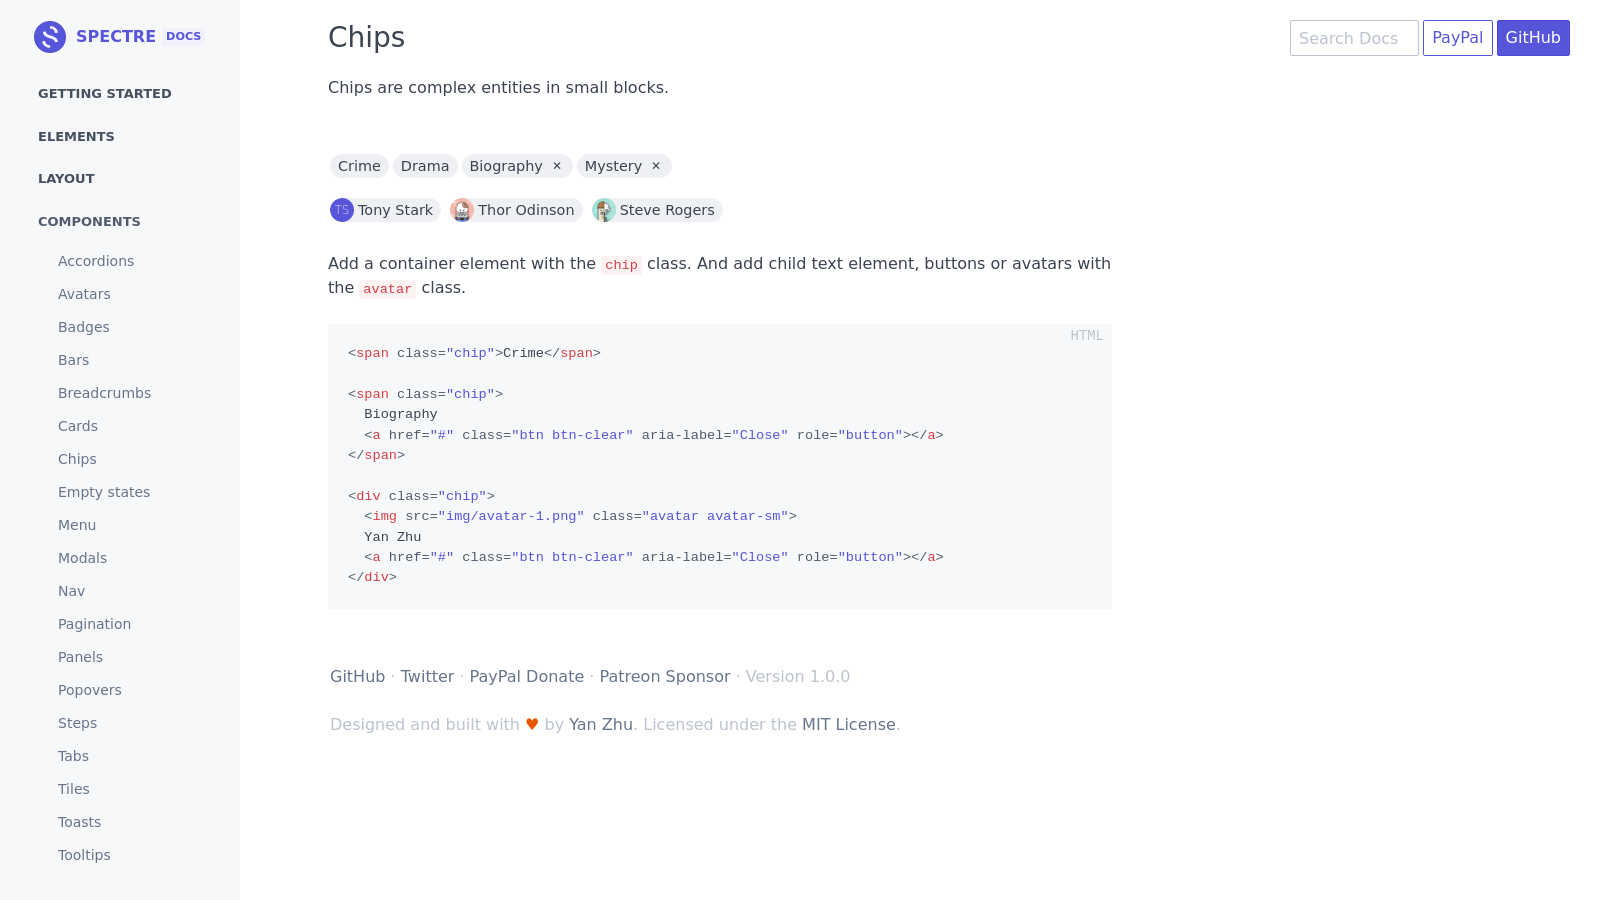 SPECTRE DOCS
GETTING STARTED
ELEMENTS
LAYOUT
COMPONENTS
Accordions
Avatars
Badges
Bars
Breadcrumbs
Cards
Chips
Empty states
Menu
Modals
Nav
Pagination
Panels
Popovers
Steps
Tabs
Tiles
Toasts
Tooltips
Chips
Search Docs PayPal GitHub
Chips are complex entities in small blocks.
Crime Drama Biography × Mystery ×
TS Tony Stark Thor Odinson Steve Rogers
Add a container element with the chip class. And add child text element, buttons or avatars with
the avatar class.
HTML
<span class="chip">Crime</span>
<span class="chip">
Biography
<a href="#" class="btn btn-clear" aria-label="Close" role="button"></a>
</span>
<div class="chip">
<img src="img/avatar-1.png" class="avatar avatar-sm">
Yan Zhu
<a href="#" class="btn btn-clear" aria-label="Close" role="button"></a>
</div>
GitHub · Twitter · PayPal Donate · Patreon Sponsor · Version 1.0.0
Designed and built with ♥ by Yan Zhu. Licensed under the MIT License.